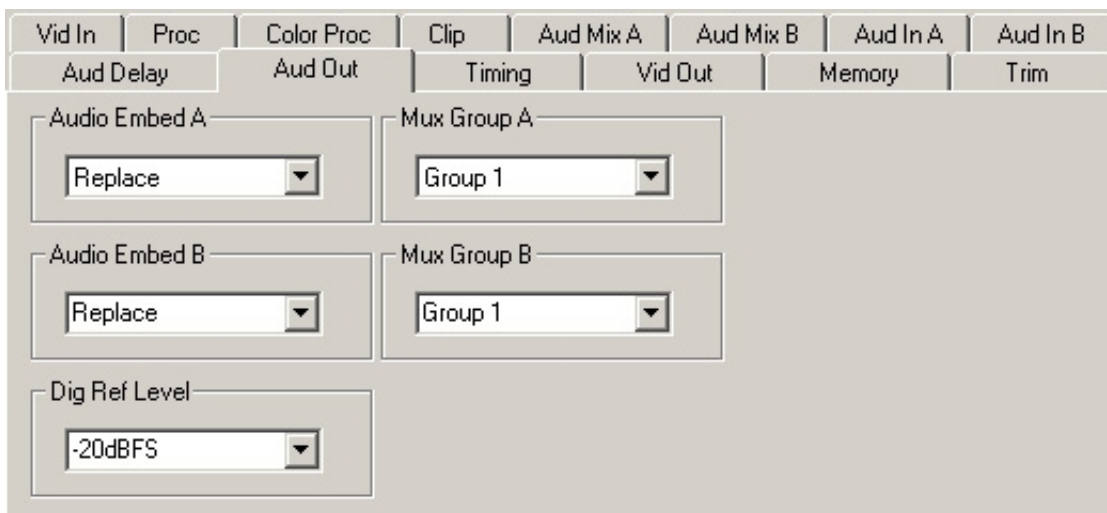 Vid In Proc Color Proc Clip Aud Mix A Aud Mix B Aud In A Aud In B
Aud Delay Aud Out Timing Vid Out Memory Trim
Audio Embed A Mux Group A
Replace Group 1
Audio Embed B Mux Group B
Replace Group 1
Dig Ref Level
-20dBFS